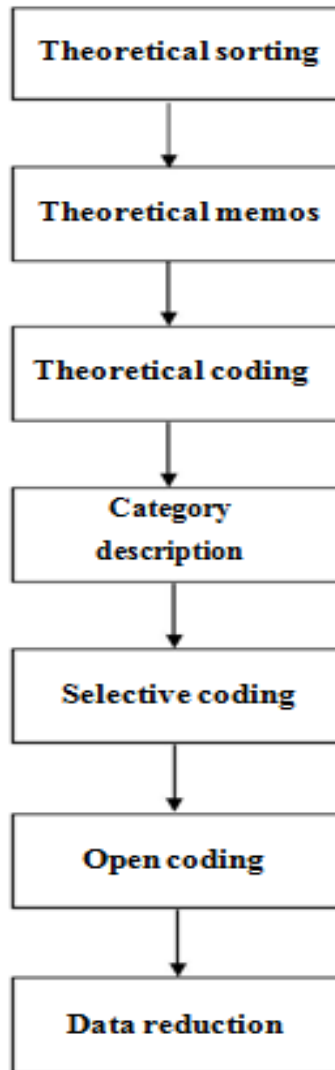 Theoretical sorting
Theoretical memos
Theoretical coding
Category
description
Selective coding
Open coding
Data reduction